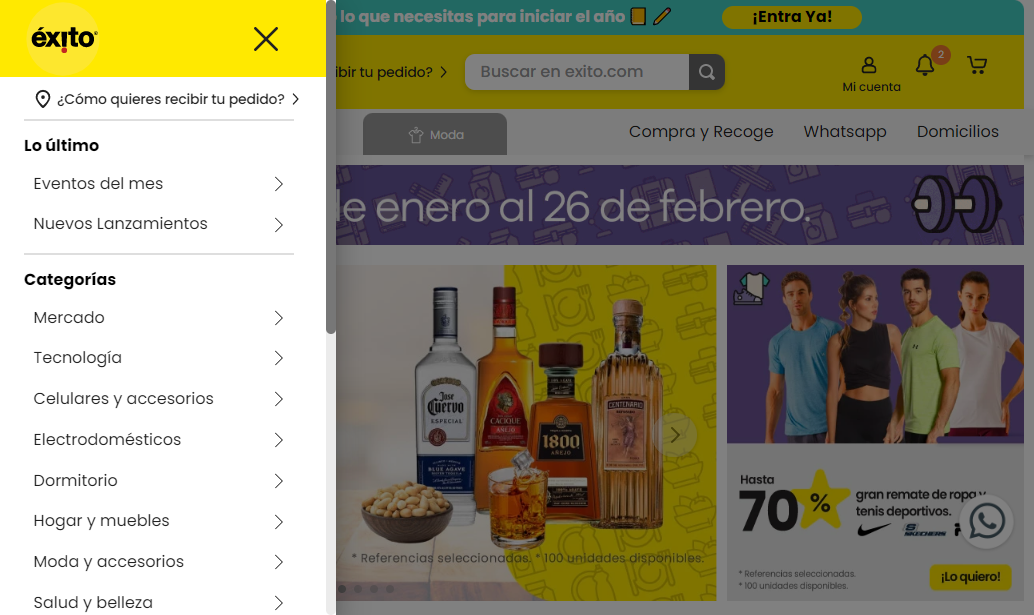 éxito
¿Cómo quieres recibir tu pedido?
Lo último
Eventos del mes
Nuevos Lanzamientos
Categorías
Mercado
Tecnología
Celulares y accesorios
Electrodomésticos
Dormitorio
Hogar y muebles
Moda y accesorios
Salud y belleza
lo que necesitas para iniciar el año
¡Entra Ya!
ibir tu pedido?
Buscar en exito.com
Mi cuenta
2
Moda
Compra y Recoge
Whatsapp
Domicilios
de enero al 26 de febrero.
Jose
Cuervo
ESPECIAL
BLUE AGAVE
CACIQUE
AÑEJO
1800
AÑEJO
CENTENARIO
* Referencias seleccionadas. * 100 unidades disponibles.
Hasta
70 %
gran remate de ropa y
tenis deportivos.
SKECHERS
* Referencias seleccionadas.
* 100 unidades disponibles.
¡Lo quiero!